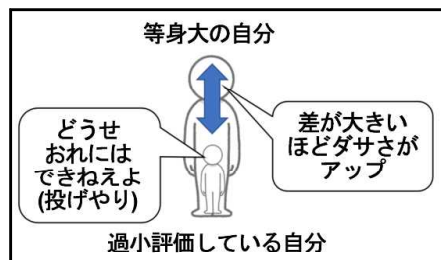 等身大の自分
どうせ
おれには
できねえよ
(投げやり)
差が大きい
ほどダサさが
アップ
過小評価している自分